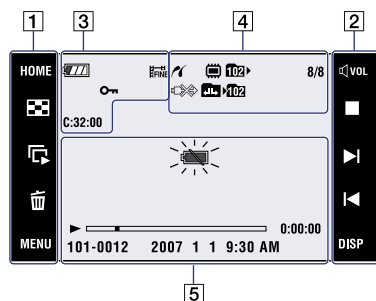 1
3
4
2
HOME
FINE
102
8/8
VOL
102
C:32:00
0:00:00
101-0012 2007 1 1 9:30 AM
MENU
DISP
5